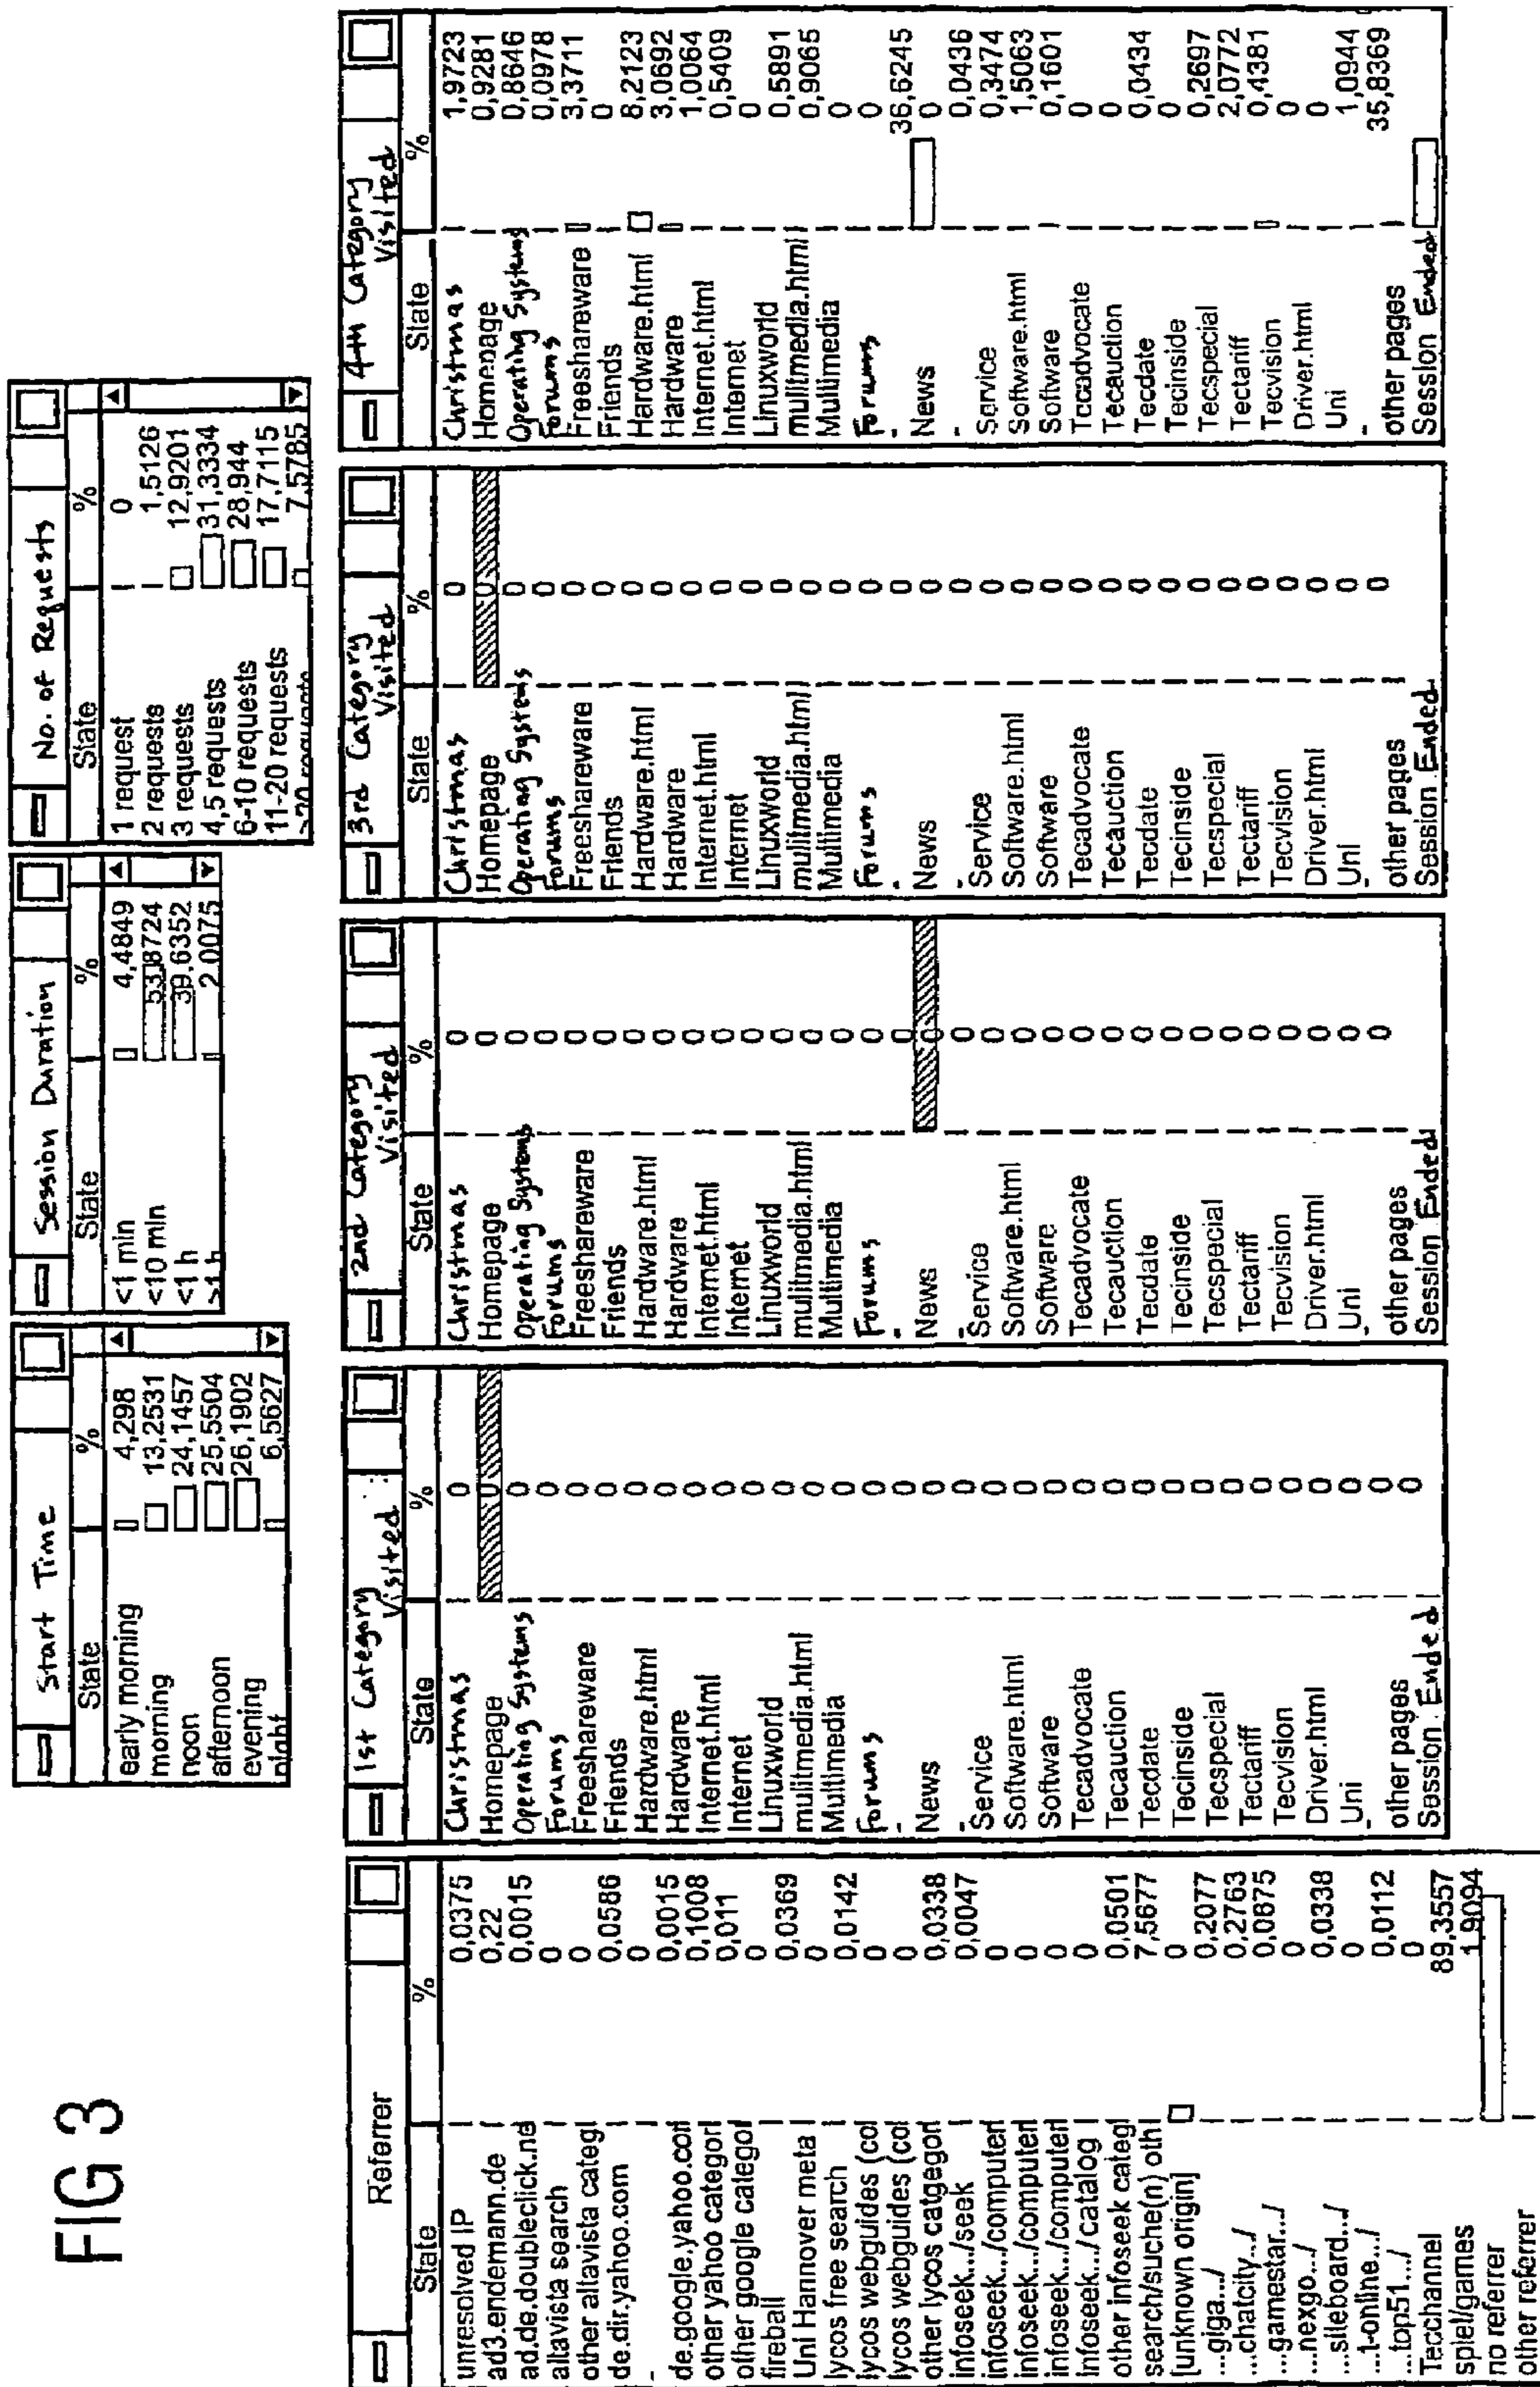 FIG 3
Start Time
State %
early morning 4,298
morning 13,2531
noon 24,1457
afternoon 25,5504
evening 26,1902
night 6,5627
Session Duration
State %
<1 min 4,4849
<10 min 53,8724
<1 h 39,6352
>1 h 2,0075
No. of Requests
State %
1 request 0
2 requests 1,5126
3 requests 12,9201
4,5 requests 31,3334
6-10 requests 28,944
11-20 requests 17,7115
>20 requests 7,5785
Referrer
State %
unresolved IP 0,0375
ad3.endemann.de 0,22
ad.de.doubleclick.ne 0,0015
altavista search 0
other altavista categ 0
de.dir.yahoo.com 0,0586
- 0
de.google.yahoo.con 0,0015
other yahoo categori 0,1008
other google categor 0,011
fireball 0
Uni Hannover meta 0,0369
lycos free search 0
lycos webguides (col 0,0142
lycos webguides (col 0
other lycos catgegori 0
infoseek.../seek 0,0338
infoseek.../computer 0,0047
infoseek.../computer 0
infoseek.../computer 0
infoseek.../catalog 0
other infoseek categ 0
search/suche(n) oth 0,0501
[unknown origin] 7,5677
...giga.../ 0
...chatcity.../ 0,2077
...gamestar.../ 0,2763
...nexgo.../ 0,0875
...siteboard.../ 0
...t-online.../ 0,0338
...top51.../ 0
Tecchannel 0,0112
spiel/games 0
no referrer 89,3557
other referrer 1,9094
1st Category Visited
State %
Christmas 0
Homepage 0
Operating Systems 0
Forums 0
Freeshareware 0
Friends 0
Hardware.html 0
Hardware 0
Internet.html 0
Internet 0
Linuxworld 0
mulitmedia.html 0
Multimedia 0
Forums 0
- 0
News 0
- 0
Service 0
Software.html 0
Software 0
Tecadvocate 0
Tecauction 0
Tecdate 0
Tecinside 0
Tecspecial 0
Tectariff 0
Tecvision 0
Driver.html 0
Uni 0
- 0
other pages 0
Session Ended 0
2nd Category Visited
State %
Christmas 0
Homepage 0
Operating Systems 0
Forums 0
Freeshareware 0
Friends 0
Hardware.html 0
Hardware 0
Internet.html 0
Internet 0
Linuxworld 0
mulitmedia.html 0
Multimedia 0
Forums 0
- 0
News 0
- 0
Service 0
Software.html 0
Software 0
Tecadvocate 0
Tecauction 0
Tecdate 0
Tecinside 0
Tecspecial 0
Tectariff 0
Tecvision 0
Driver.html 0
Uni 0
- 0
other pages 0
Session Ended
3rd Category Visited
State %
Christmas 0
Homepage 0
Operating Systems 0
Forums 0
Freeshareware 0
Friends 0
Hardware.html 0
Hardware 0
Internet.html 0
Internet 0
Linuxworld 0
mulitmedia.html 0
Multimedia 0
Forums 0
- 0
News 0
- 0
Service 0
Software.html 0
Software 0
Tecadvocate 0
Tecauction 0
Tecdate 0
Tecinside 0
Tecspecial 0
Tectariff 0
Tecvision 0
Driver.html 0
Uni 0
- 0
other pages 0
Session Ended
4th Category Visited
State %
Christmas 1,9723
Homepage 0,9281
Operating Systems 0,8646
Forums 0,0978
Freeshareware 3,3711
Friends 0
Hardware.html 8,2123
Hardware 3,0692
Internet.html 1,0064
Internet 0,5409
Linuxworld 0
mulitmedia.html 0,5891
Multimedia 0,9065
Forums 0
- 0
News 36,6245
- 0
Service 0,0436
Software.html 0,3474
Software 1,5063
Tecadvocate 0,1601
Tecauction 0
Tecdate 0
Tecinside 0,0434
Tecspecial 0
Tectariff 0,2697
Tecvision 2,0772
Driver.html 0,4381
Uni 0
- 0
other pages 1,0944
Session Ended 35,8369